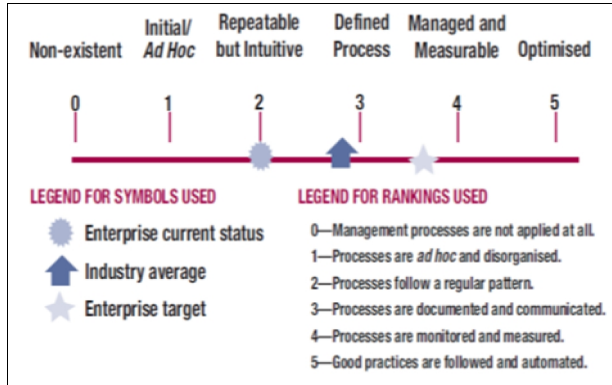 Non-existent
Initial/
Ad Hoc
Repeatable
but Intuitive
Defined
Process
Managed and
Measurable
Optimised
0 1 2 3 4 5
LEGEND FOR SYMBOLS USED
Enterprise current status
Industry average
Enterprise target
LEGEND FOR RANKINGS USED
0—Management processes are not applied at all.
1—Processes are ad hoc and disorganised.
2—Processes follow a regular pattern.
3—Processes are documented and communicated.
4—Processes are monitored and measured.
5—Good practices are followed and automated.